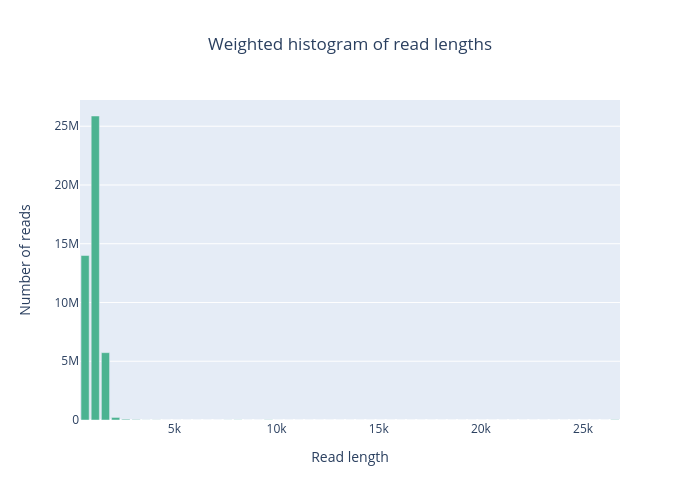 Weighted histogram of read lengths
25M
20M
15M
10M
5M
0
Number of reads
5k
10k
15k
20k
25k
Read length